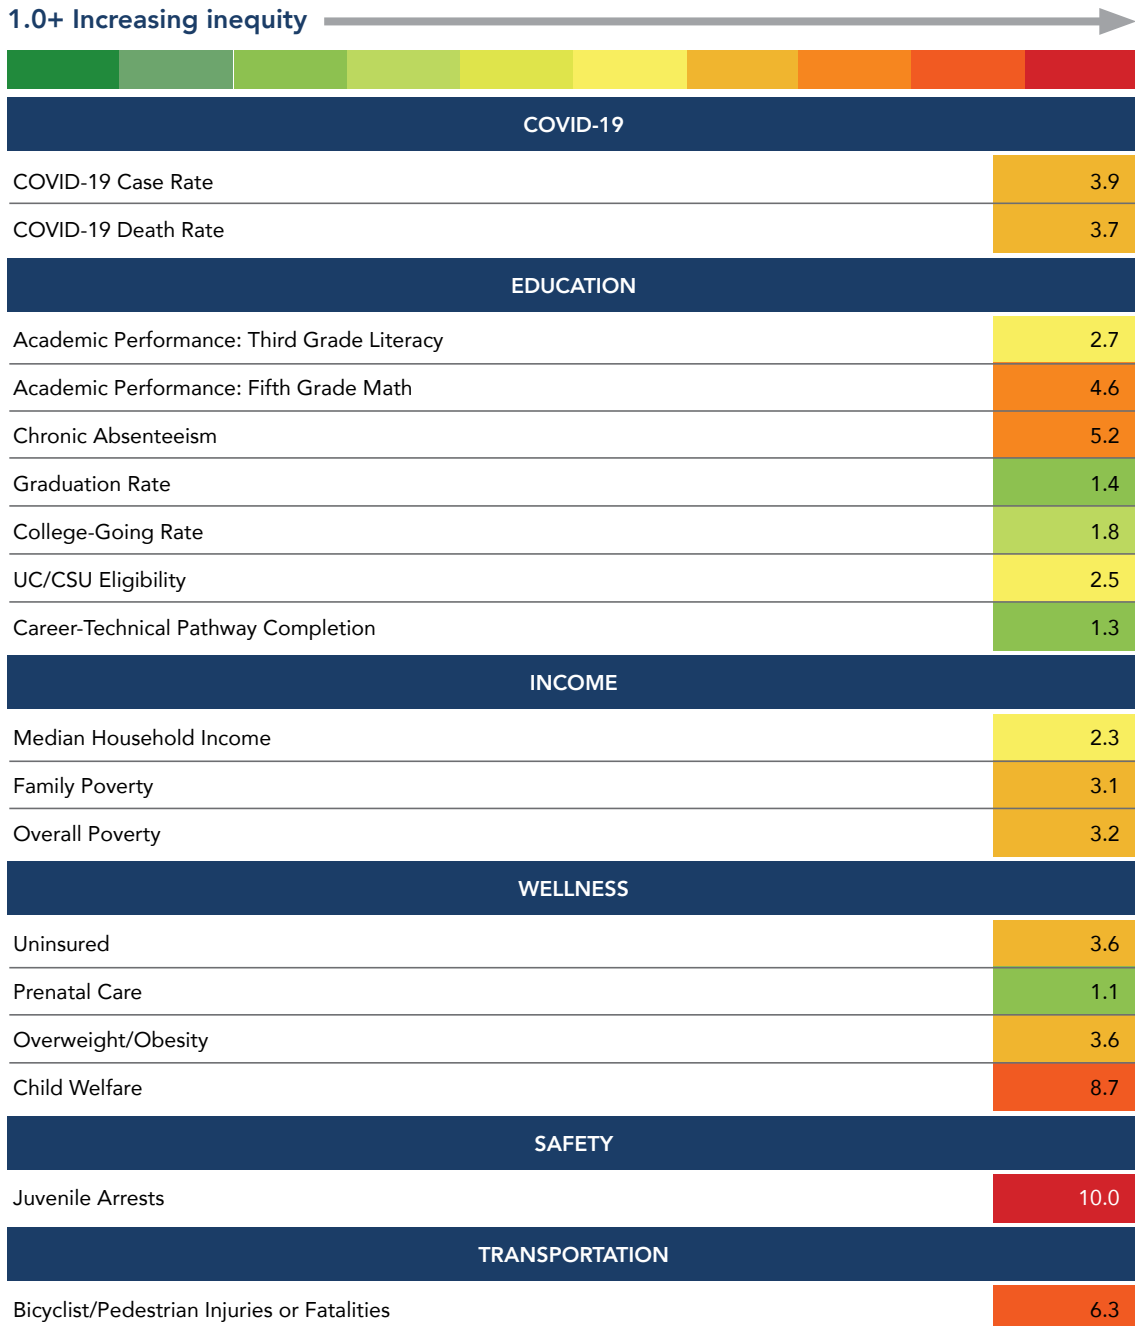 1.0+ Increasing inequity
COVID-19
COVID-19 Case Rate 3.9
COVID-19 Death Rate 3.7
EDUCATION
Academic Performance: Third Grade Literacy 2.7
Academic Performance: Fifth Grade Math 4.6
Chronic Absenteeism 5.2
Graduation Rate 1.4
College-Going Rate 1.8
UC/CSU Eligibility 2.5
Career-Technical Pathway Completion 1.3
INCOME
Median Household Income 2.3
Family Poverty 3.1
Overall Poverty 3.2
WELLNESS
Uninsured 3.6
Prenatal Care 1.1
Overweight/Obesity 3.6
Child Welfare 8.7
SAFETY
Juvenile Arrests 10.0
TRANSPORTATION
Bicyclist/Pedestrian Injuries or Fatalities 6.3